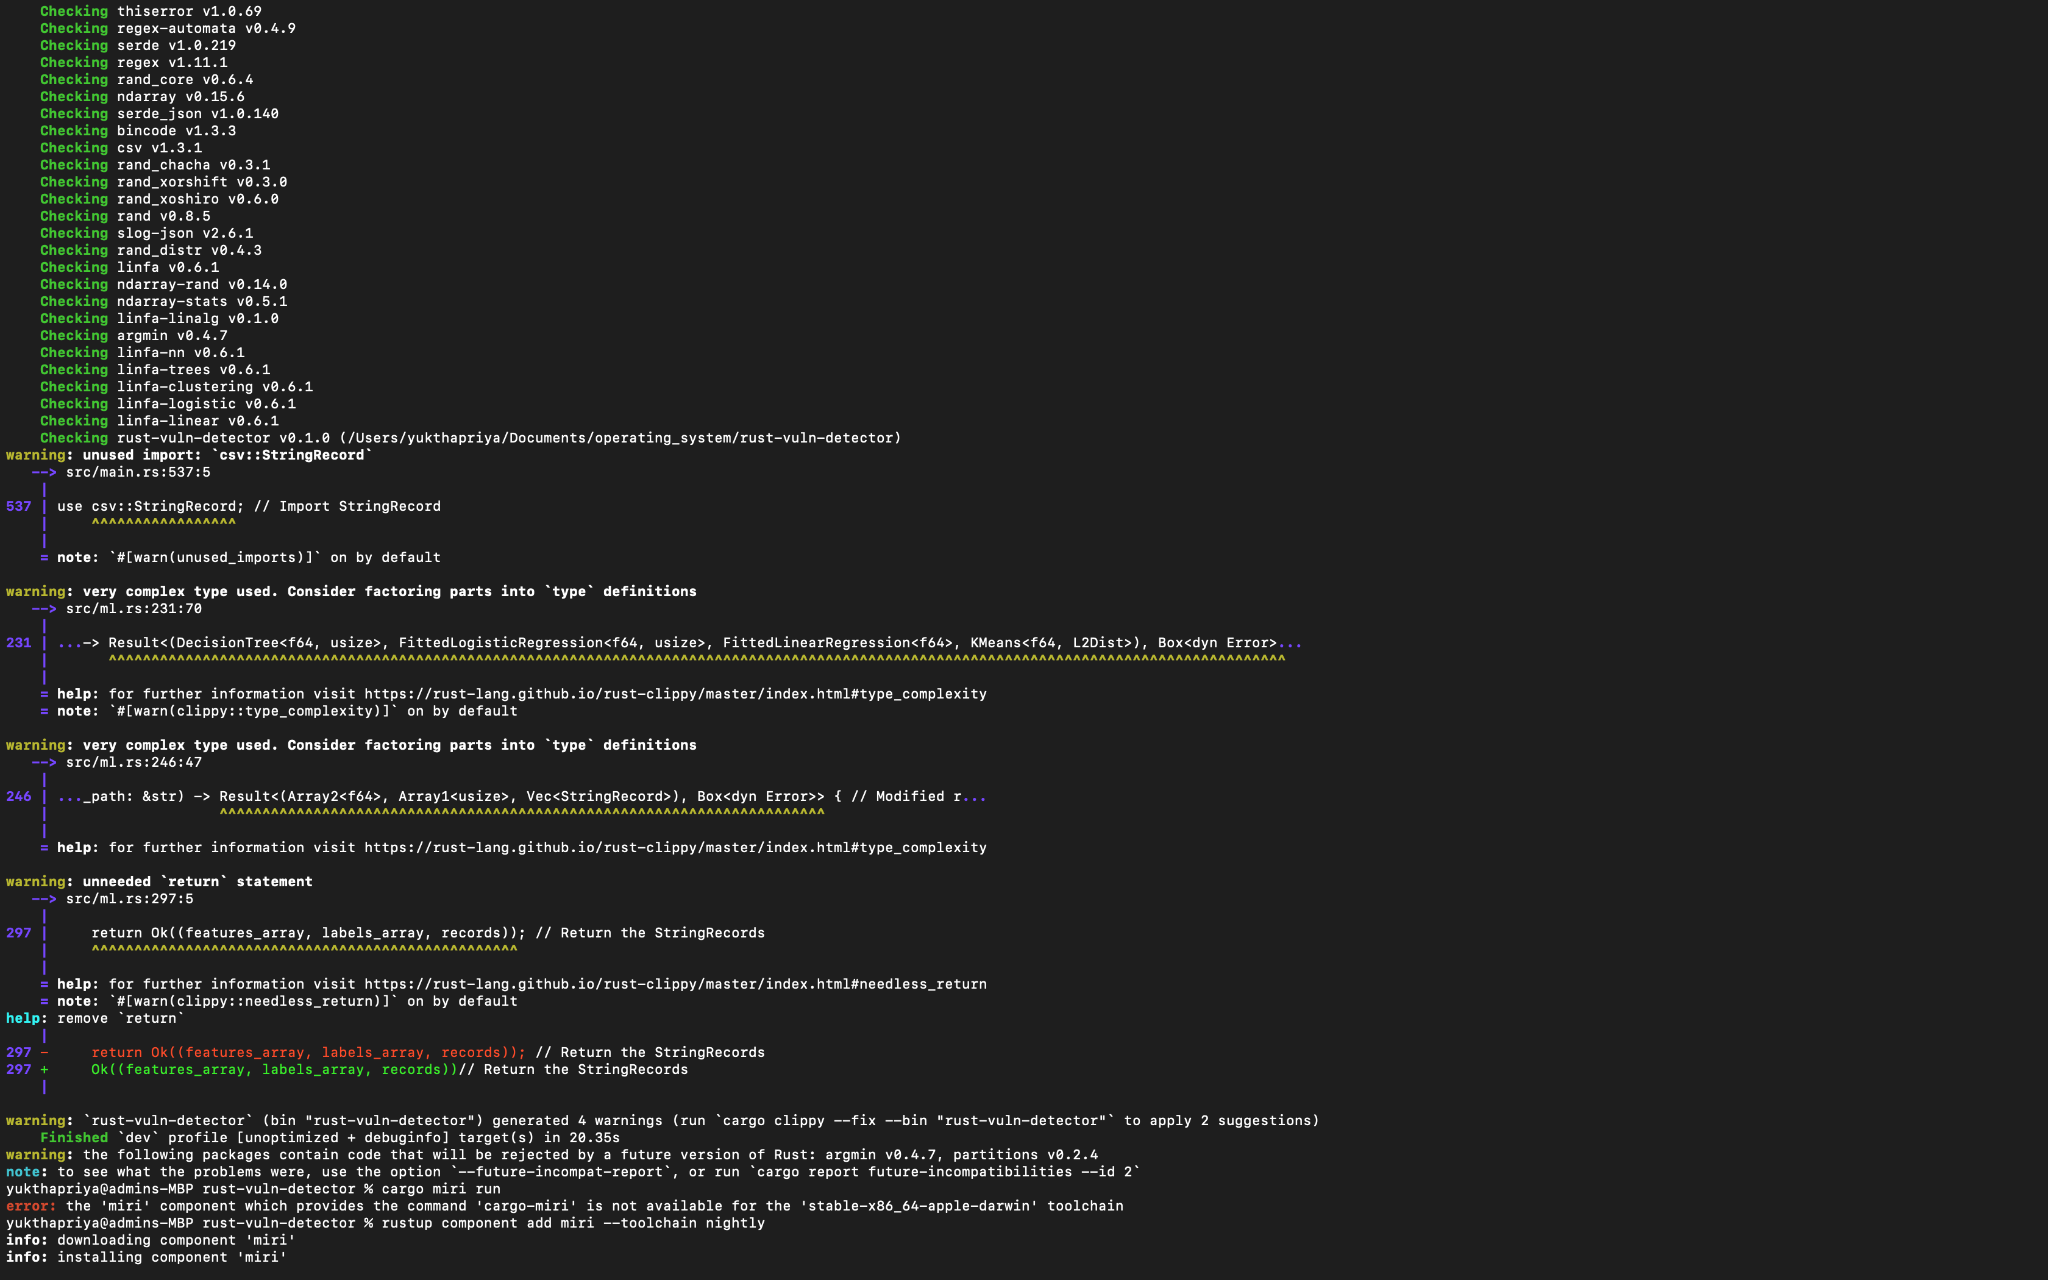 Checking thiserror v1.0.69
Checking regex-automata v0.4.9
Checking serde v1.0.219
Checking regex v1.11.1
Checking rand_core v0.6.4
Checking ndarray v0.15.6
Checking serde_json v1.0.140
Checking bincode v1.3.3
Checking csv v1.3.1
Checking rand_chacha v0.3.1
Checking rand_xorshift v0.3.0
Checking rand_xoshiro v0.6.0
Checking rand v0.8.5
Checking slog-json v2.6.1
Checking rand_distr v0.4.3
Checking linfa v0.6.1
Checking ndarray-rand v0.14.0
Checking ndarray-stats v0.5.1
Checking linfa-linalg v0.1.0
Checking argmin v0.4.7
Checking linfa-nn v0.6.1
Checking linfa-trees v0.6.1
Checking linfa-clustering v0.6.1
Checking linfa-logistic v0.6.1
Checking linfa-linear v0.6.1
Checking rust-vuln-detector v0.1.0 (/Users/yukthapriya/Documents/operating_system/rust-vuln-detector)
warning: unused import: `csv::StringRecord`
--> src/main.rs:537:5
|
537 | use csv::StringRecord; // Import StringRecord
|     ^^^^^^^^^^^^^^^^^
|
= note: `#[warn(unused_imports)]` on by default
warning: very complex type used. Consider factoring parts into `type` definitions
--> src/ml.rs:231:70
|
231 | ...-> Result<(DecisionTree<f64, usize>, FittedLogisticRegression<f64, usize>, FittedLinearRegression<f64>, KMeans<f64, L2Dist>), Box<dyn Error>...
|       ^^^^^^^^^^^^^^^^^^^^^^^^^^^^^^^^^^^^^^^^^^^^^^^^^^^^^^^^^^^^^^^^^^^^^^^^^^^^^^^^^^^^^^^^^^^^^^^^^^^^^^^^^^^^^^^^^^^^^^^^^^^^^^^^^^^^^^^^^^
|
= help: for further information visit https://rust-lang.github.io/rust-clippy/master/index.html#type_complexity
= note: `#[warn(clippy::type_complexity)]` on by default
warning: very complex type used. Consider factoring parts into `type` definitions
--> src/ml.rs:246:47
|
246 | ..._path: &str) -> Result<(Array2<f64>, Array1<usize>, Vec<StringRecord>), Box<dyn Error>> { // Modified r...
|                    ^^^^^^^^^^^^^^^^^^^^^^^^^^^^^^^^^^^^^^^^^^^^^^^^^^^^^^^^^^^^^^^^^^^^^^^
|
= help: for further information visit https://rust-lang.github.io/rust-clippy/master/index.html#type_complexity
warning: unneeded `return` statement
--> src/ml.rs:297:5
|
297 |     return Ok((features_array, labels_array, records)); // Return the StringRecords
|     ^^^^^^^^^^^^^^^^^^^^^^^^^^^^^^^^^^^^^^^^^^^^^^^^^^
|
= help: for further information visit https://rust-lang.github.io/rust-clippy/master/index.html#needless_return
= note: `#[warn(clippy::needless_return)]` on by default
help: remove `return`
|
297 -     return Ok((features_array, labels_array, records)); // Return the StringRecords
297 +     Ok((features_array, labels_array, records))// Return the StringRecords
|
warning: `rust-vuln-detector` (bin "rust-vuln-detector") generated 4 warnings (run `cargo clippy --fix --bin "rust-vuln-detector"` to apply 2 suggestions)
Finished `dev` profile [unoptimized + debuginfo] target(s) in 20.35s
warning: the following packages contain code that will be rejected by a future version of Rust: argmin v0.4.7, partitions v0.2.4
note: to see what the problems were, use the option `--future-incompat-report`, or run `cargo report future-incompatibilities --id 2`
yukthapriya@admins-MBP rust-vuln-detector % cargo miri run
error: the 'miri' component which provides the command 'cargo-miri' is not available for the 'stable-x86_64-apple-darwin' toolchain
yukthapriya@admins-MBP rust-vuln-detector % rustup component add miri --toolchain nightly
info: downloading component 'miri'
info: installing component 'miri'